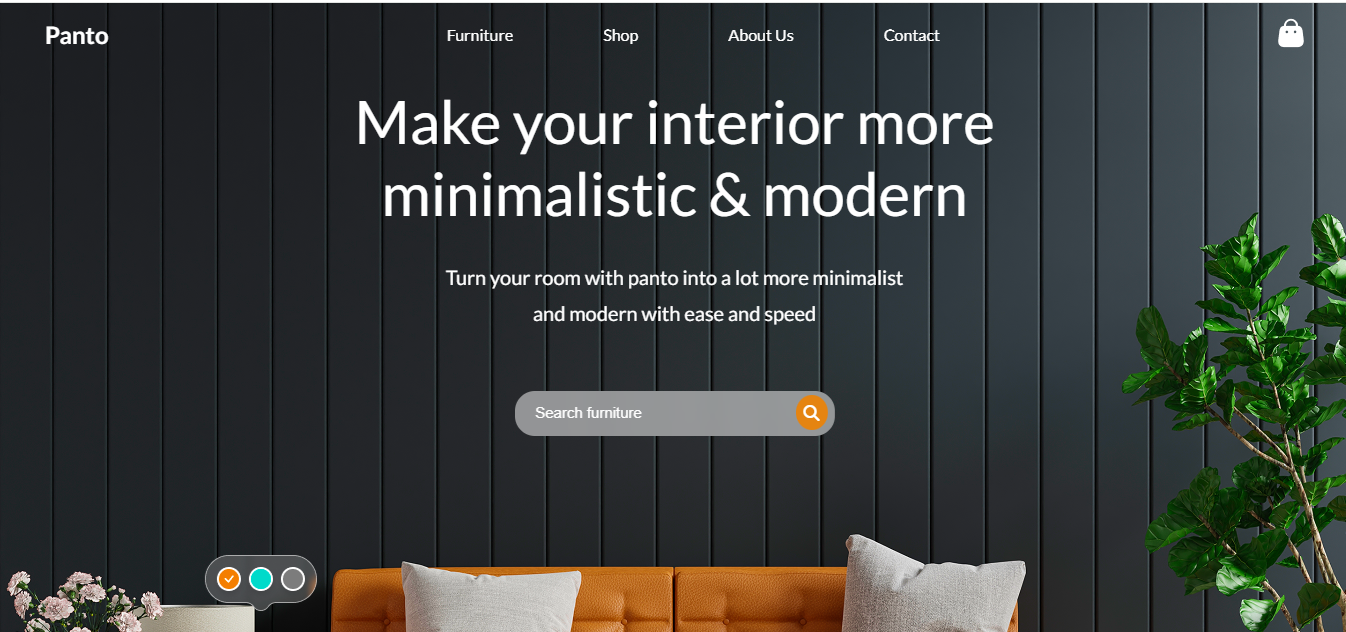 Panto
Furniture
Shop
About Us
Contact
Make your interior more
minimalistic & modern
Turn your room with panto into a lot more minimalist
and modern with ease and speed
Search furniture